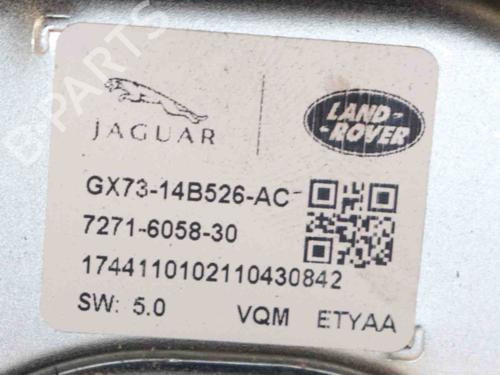 B-PARTS
JAGUAR
LAND-
ROVER
GX73-14B526-AC
7271-6058-30
1744110102110430842
SW: 5.0 VQM ETYAA